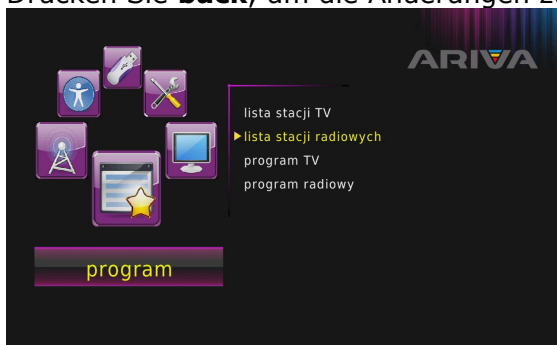 Drücken Sie back, um die Änderungen z
ARIVA
lista stacji TV
lista stacji radiowych
program TV
program radiowy
program